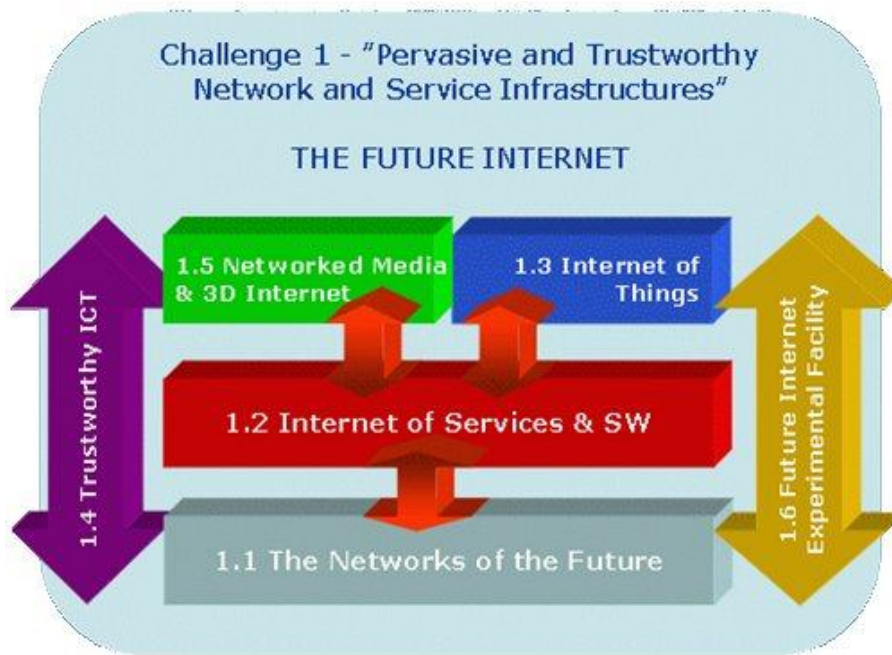 Challenge 1 - "Pervasive and Trustworthy
Network and Service Infrastructures"
THE FUTURE INTERNET
1.5 Networked Media
& 3D Internet
1.3 Internet of
Things
1.4 Trustworthy ICT
1.2 Internet of Services & SW
1.6 Future Internet
Experimental Facility
1.1 The Networks of the Future